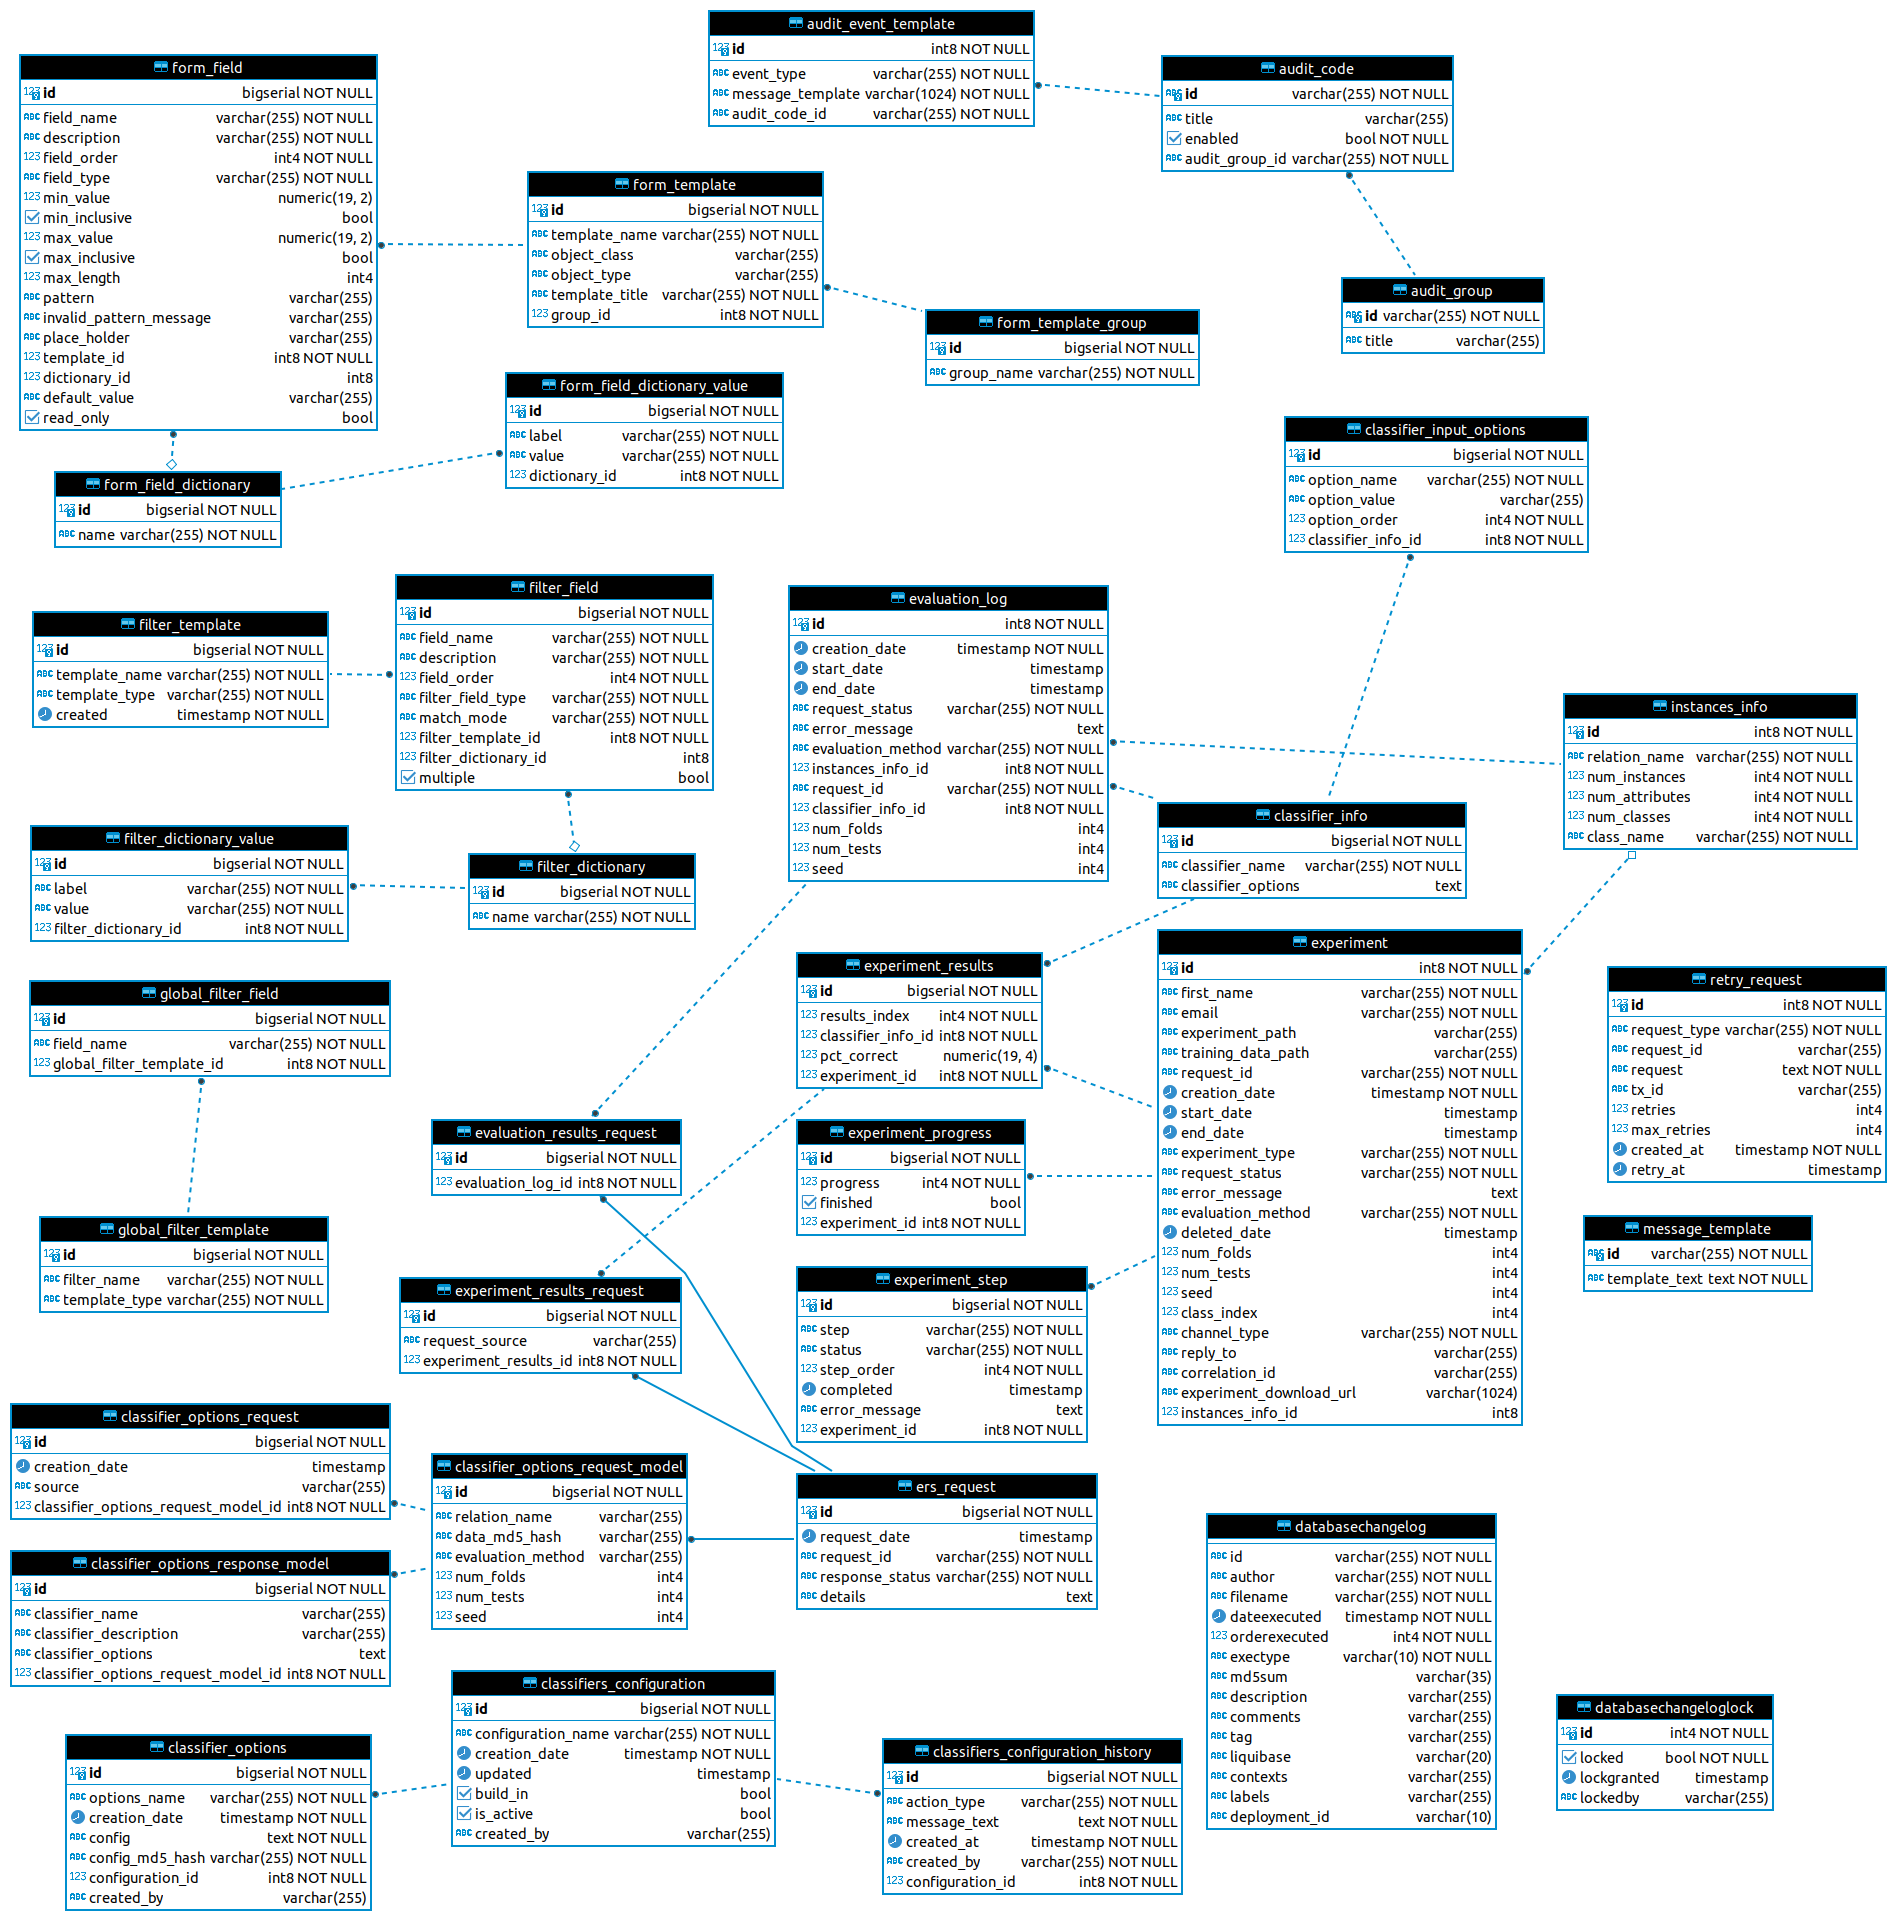 audit_event_template
id int8 NOT NULL
event_type varchar(255) NOT NULL
message_template varchar(1024) NOT NULL
audit_code_id varchar(255) NOT NULL
audit_code
id varchar(255) NOT NULL
title varchar(255)
enabled bool NOT NULL
audit_group_id varchar(255) NOT NULL
form_field
id bigserial NOT NULL
field_name varchar(255) NOT NULL
description varchar(255) NOT NULL
field_order int4 NOT NULL
field_type varchar(255) NOT NULL
min_value numeric(19, 2)
min_inclusive bool
max_value numeric(19, 2)
max_inclusive bool
max_length int4
pattern varchar(255)
invalid_pattern_message varchar(255)
place_holder varchar(255)
template_id int8 NOT NULL
dictionary_id int8
default_value varchar(255)
read_only bool
form_template
id bigserial NOT NULL
template_name varchar(255) NOT NULL
object_class varchar(255)
object_type varchar(255)
template_title varchar(255) NOT NULL
group_id int8 NOT NULL
form_template_group
id bigserial NOT NULL
group_name varchar(255) NOT NULL
audit_group
id varchar(255) NOT NULL
title varchar(255)
form_field_dictionary_value
id bigserial NOT NULL
label varchar(255) NOT NULL
value varchar(255) NOT NULL
dictionary_id int8 NOT NULL
form_field_dictionary
id bigserial NOT NULL
name varchar(255) NOT NULL
classifier_input_options
id bigserial NOT NULL
option_name varchar(255) NOT NULL
option_value varchar(255)
option_order int4 NOT NULL
classifier_info_id int8 NOT NULL
filter_template
id bigserial NOT NULL
template_name varchar(255) NOT NULL
template_type varchar(255) NOT NULL
created timestamp NOT NULL
filter_field
id bigserial NOT NULL
field_name varchar(255) NOT NULL
description varchar(255) NOT NULL
field_order int4 NOT NULL
filter_field_type varchar(255) NOT NULL
match_mode varchar(255) NOT NULL
filter_template_id int8 NOT NULL
filter_dictionary_id int8
multiple bool
evaluation_log
id int8 NOT NULL
creation_date timestamp NOT NULL
start_date timestamp
end_date timestamp
request_status varchar(255) NOT NULL
error_message text
evaluation_method varchar(255) NOT NULL
instances_info_id int8 NOT NULL
request_id varchar(255) NOT NULL
classifier_info_id int8 NOT NULL
num_folds int4
num_tests int4
seed int4
instances_info
id int8 NOT NULL
relation_name varchar(255) NOT NULL
num_instances int4 NOT NULL
num_attributes int4 NOT NULL
num_classes int4 NOT NULL
class_name varchar(255) NOT NULL
classifier_info
id bigserial NOT NULL
classifier_name varchar(255) NOT NULL
classifier_options text
filter_dictionary_value
id bigserial NOT NULL
label varchar(255) NOT NULL
value varchar(255) NOT NULL
filter_dictionary_id int8 NOT NULL
filter_dictionary
id bigserial NOT NULL
name varchar(255) NOT NULL
global_filter_field
id bigserial NOT NULL
field_name varchar(255) NOT NULL
global_filter_template_id int8 NOT NULL
experiment_results
id bigserial NOT NULL
results_index int4 NOT NULL
classifier_info_id int8 NOT NULL
pct_correct numeric(19, 4)
experiment_id int8 NOT NULL
experiment
id int8 NOT NULL
first_name varchar(255) NOT NULL
email varchar(255) NOT NULL
experiment_path varchar(255)
training_data_path varchar(255)
request_id varchar(255) NOT NULL
creation_date timestamp NOT NULL
start_date timestamp
end_date timestamp
experiment_type varchar(255) NOT NULL
request_status varchar(255) NOT NULL
error_message text
evaluation_method varchar(255) NOT NULL
deleted_date timestamp
num_folds int4
num_tests int4
seed int4
class_index int4
channel_type varchar(255) NOT NULL
reply_to varchar(255)
correlation_id varchar(255)
experiment_download_url varchar(1024)
instances_info_id int8
retry_request
id int8 NOT NULL
request_type varchar(255) NOT NULL
request_id varchar(255)
request text NOT NULL
tx_id varchar(255)
retries int4
max_retries int4
created_at timestamp NOT NULL
retry_at timestamp
evaluation_results_request
id bigserial NOT NULL
evaluation_log_id int8 NOT NULL
experiment_progress
id bigserial NOT NULL
progress int4 NOT NULL
finished bool
experiment_id int8 NOT NULL
global_filter_template
id bigserial NOT NULL
filter_name varchar(255) NOT NULL
template_type varchar(255) NOT NULL
message_template
id varchar(255) NOT NULL
template_text text NOT NULL
experiment_results_request
id bigserial NOT NULL
request_source varchar(255)
experiment_results_id int8 NOT NULL
experiment_step
id bigserial NOT NULL
step varchar(255) NOT NULL
status varchar(255) NOT NULL
step_order int4 NOT NULL
completed timestamp
error_message text
experiment_id int8 NOT NULL
classifier_options_request
id bigserial NOT NULL
creation_date timestamp
source varchar(255)
classifier_options_request_model_id int8 NOT NULL
classifier_options_request_model
id bigserial NOT NULL
relation_name varchar(255)
data_md5_hash varchar(255)
evaluation_method varchar(255)
num_folds int4
num_tests int4
seed int4
ers_request
id bigserial NOT NULL
request_date timestamp
request_id varchar(255) NOT NULL
response_status varchar(255) NOT NULL
details text
classifier_options_response_model
id bigserial NOT NULL
classifier_name varchar(255)
classifier_description varchar(255)
classifier_options text
classifier_options_request_model_id int8 NOT NULL
databasechangelog
id varchar(255) NOT NULL
author varchar(255) NOT NULL
filename varchar(255) NOT NULL
dateexecuted timestamp NOT NULL
orderexecuted int4 NOT NULL
exectype varchar(10) NOT NULL
md5sum varchar(35)
description varchar(255)
comments varchar(255)
tag varchar(255)
liquibase varchar(20)
contexts varchar(255)
labels varchar(255)
deployment_id varchar(10)
classifiers_configuration
id bigserial NOT NULL
configuration_name varchar(255) NOT NULL
creation_date timestamp NOT NULL
updated timestamp
build_in bool
is_active bool
created_by varchar(255)
databasechangeloglock
id int4 NOT NULL
locked bool NOT NULL
lockgranted timestamp
lockedby varchar(255)
classifier_options
id bigserial NOT NULL
options_name varchar(255) NOT NULL
creation_date timestamp NOT NULL
config text NOT NULL
config_md5_hash varchar(255) NOT NULL
configuration_id int8 NOT NULL
created_by varchar(255)
classifiers_configuration_history
id bigserial NOT NULL
action_type varchar(255) NOT NULL
message_text text NOT NULL
created_at timestamp NOT NULL
created_by varchar(255) NOT NULL
configuration_id int8 NOT NULL